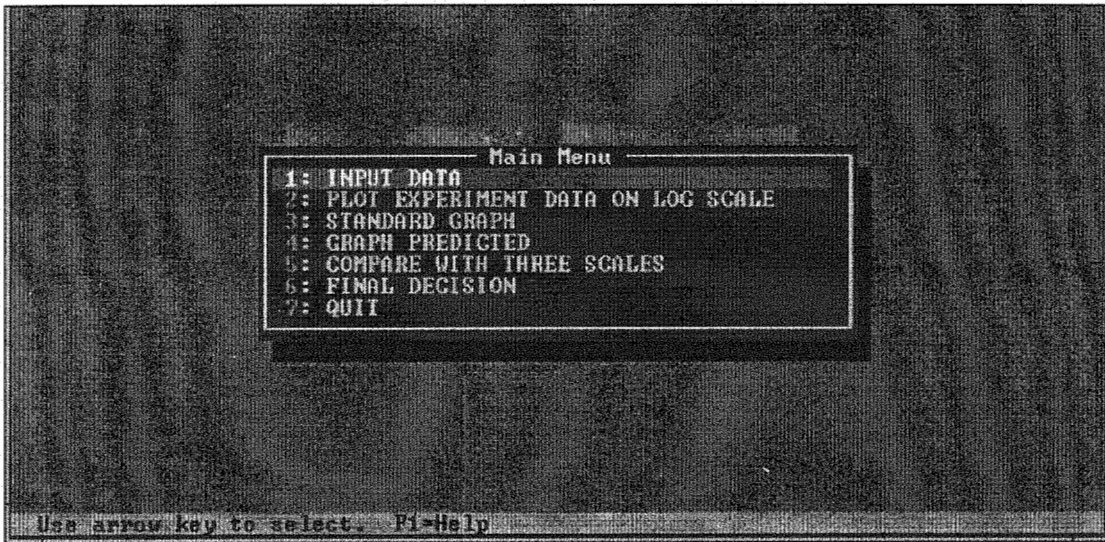 Main Menu
1: INPUT DATA
2: PLOT EXPERIMENT DATA ON LOG SCALE
3: STANDARD GRAPH
4: GRAPH PREDICTED
5: COMPARE WITH THREE SCALES
6: FINAL DECISION
7: QUIT
Use arrow key to select. F1=Help